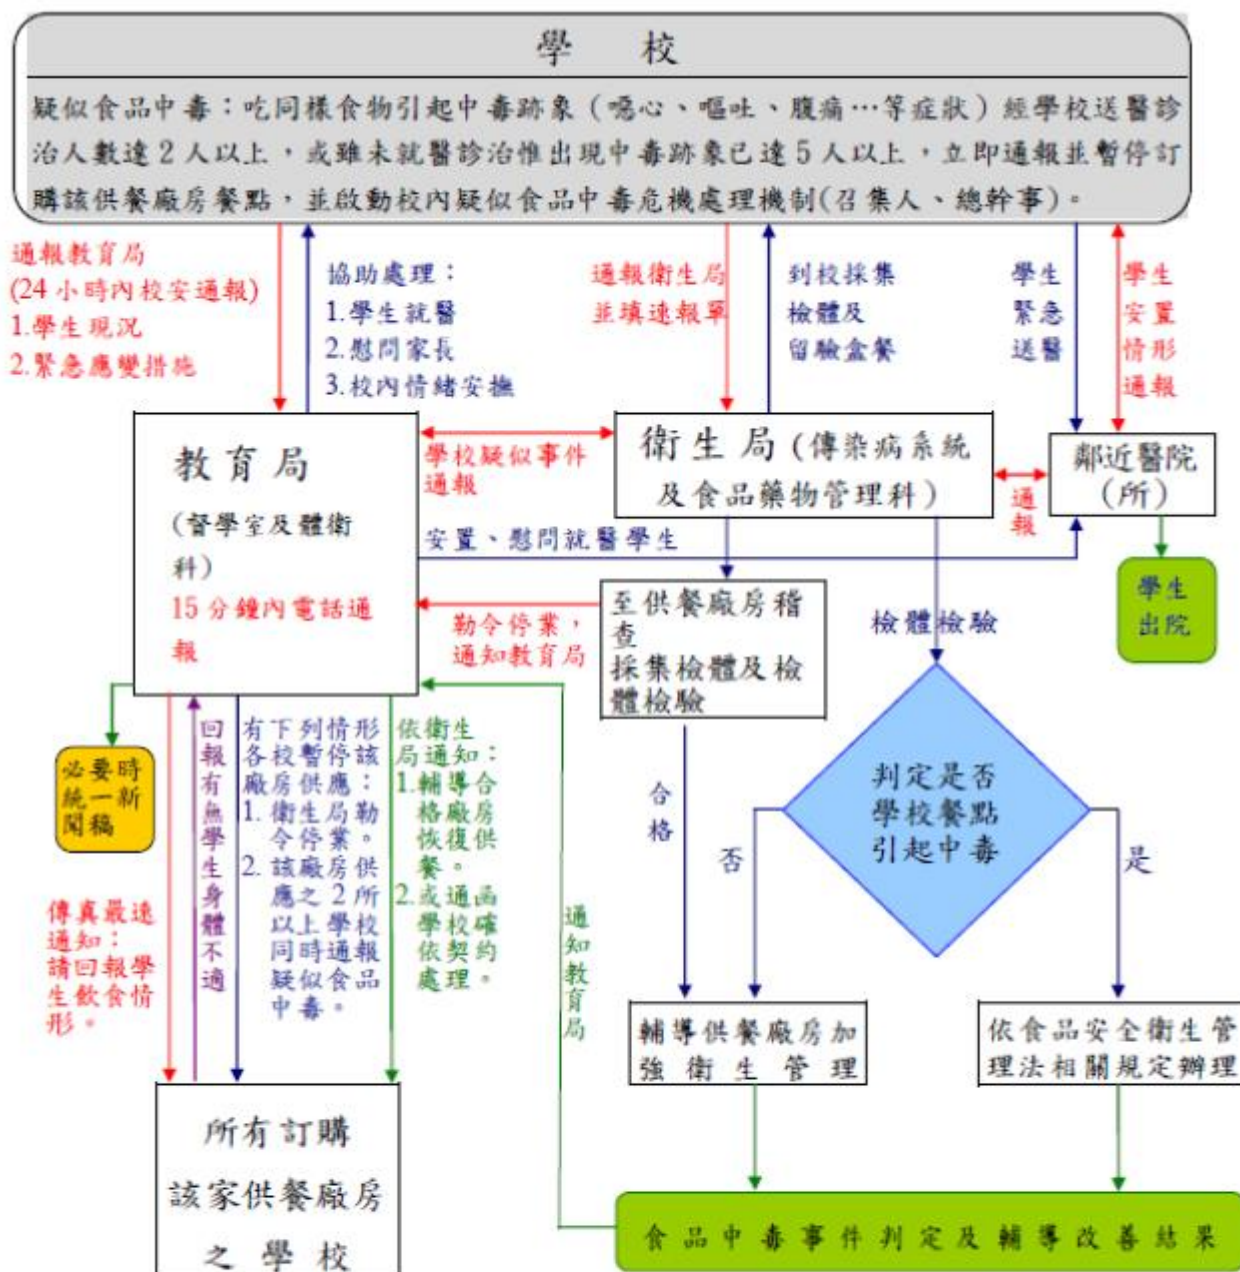 學 校
疑似食品中毒：吃同樣食物引起中毒跡象（噁心、嘔吐、腹痛…等症狀）經學校送醫診
治人數達2人以上，或雖未就醫診治惟出現中毒跡象已達5人以上，立即通報並暫停訂
購該供餐廠房餐點，並啟動校內疑似食品中毒危機處理機制(召集人、總幹事)。
通報教育局
(24小時內校安通報)
1.學生現況
2.緊急應變措施
協助處理：
1.學生就醫
2.慰問家長
3.校內情緒安撫
通報衛生局
並填速報單
到校採集
檢體及
留驗盒餐
學生
緊急
送醫
學生
安置
情形
通報
教育局
(督學室及體衛
科)
15分鐘內電話通
報
學校疑似事件
通報
衛生局(傳染病系統
及食品藥物管理科)
通報
鄰近醫院
(所)
安置、慰問就醫學生
勒令停業，
通知教育局
至供餐廠房稽
查
採集檢體及檢
體檢驗
檢體檢驗
學生
出院
必要時
統一新
聞稿
回報有無學生身體不適
有下列情形
各校暫停該
廠房供應：
1. 衛生局勒
令停業。
2. 該廠房供
應之2所
以上學校
同時通報
疑似食品
中毒。
依衛生
局通知：
1.輔導合
格廠房
恢復供
餐。
2.或通函
學校確
依契約
處理。
傳真最速
通知：
請回報學
生飲食情
形。
通知教育局
合格
否
判定是否
學校餐點
引起中毒
是
輔導供餐廠房加
強衛生管理
依食品安全衛生管
理法相關規定辦理
所有訂購
該家供餐廠房
之學校
食品中毒事件判定及輔導改善結果